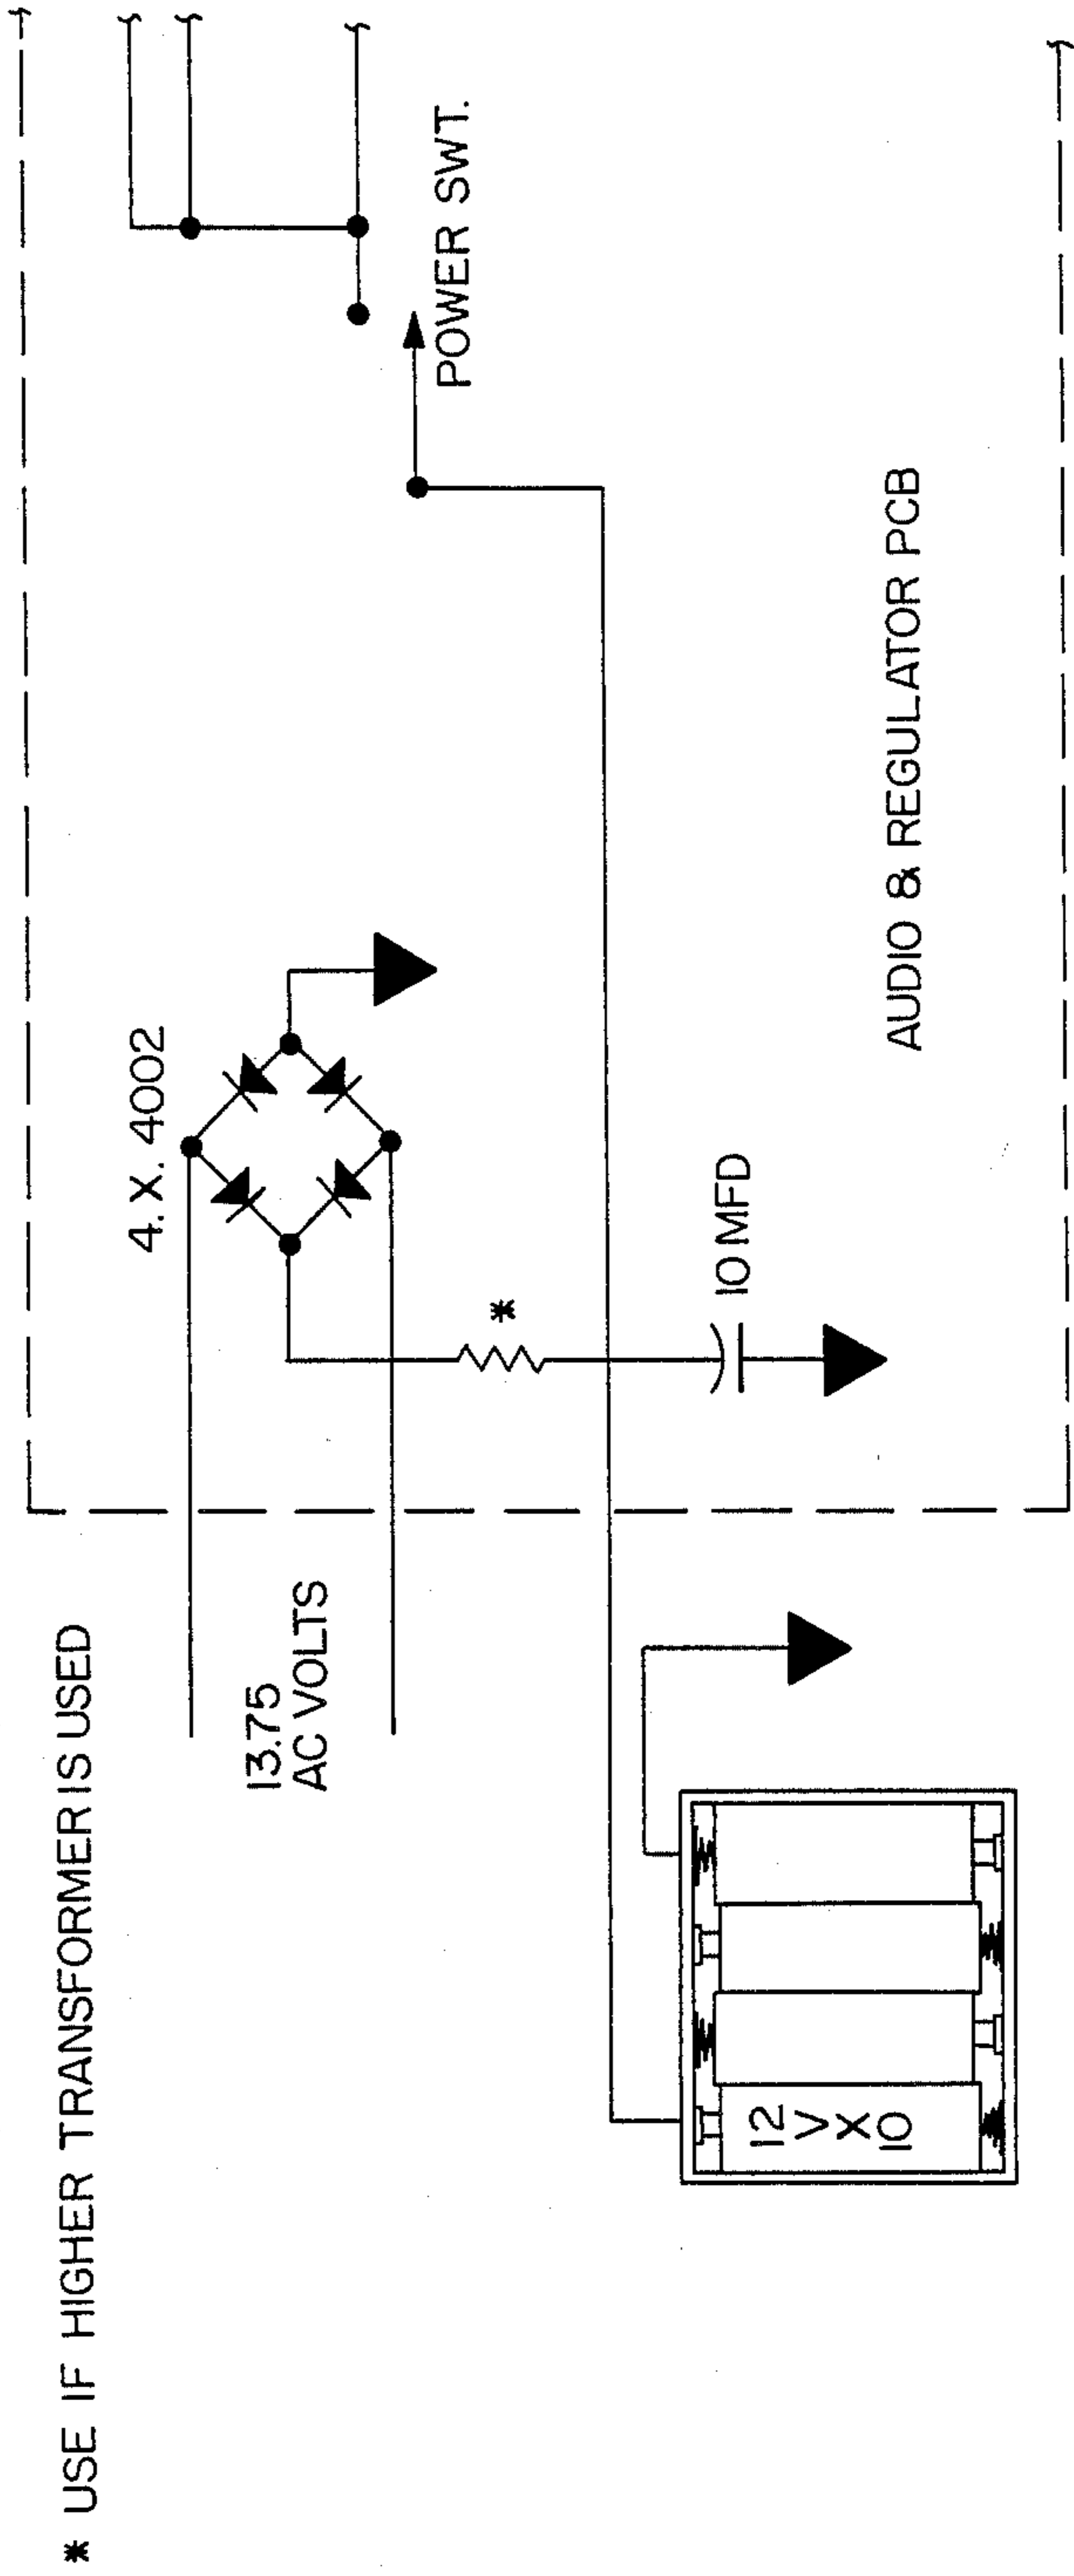 * USE IF HIGHER TRANSFORMER IS USED
4. X. 4002
13.75
AC VOLTS
*
POWER SWT.
10 MFD
12
V
X
10
AUDIO & REGULATOR PCB